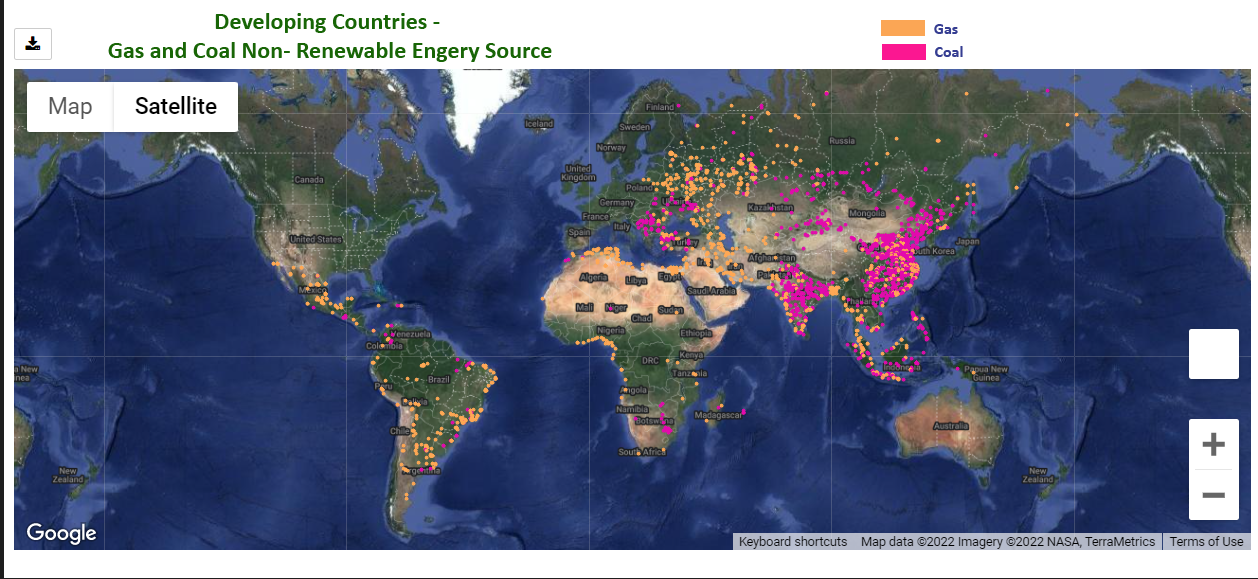 Developing Countries -
Gas and Coal Non- Renewable Engery Source
Gas
Coal
Map
Satellite
Finland
Iceland
Sweden
Russia
Norway
United
Kingdom
Canada
Poland
Germany
France
Kazakhstan
Mongolia
Italy
Spain
United States
Turkey
Japan
South Korea
Afghanistan
Algeria
Libya
Egypt
Saudi Arabia
Mexico
Mali
Niger
Chad
Sudan
Thailand
Nigeria
Ethiopia
Venezuela
Colombia
DRC
Kenya
Indonesia
Papua New
Guinea
Tanzania
Brazil
Peru
Angola
Bolivia
Namibia
Madagascar
Botswana
Australia
Chile
South Africa
Argentina
New
Zealand
New
Zealand
Google
Keyboard shortcuts
Map data ©2022 Imagery ©2022 NASA, TerraMetrics
Terms of Use